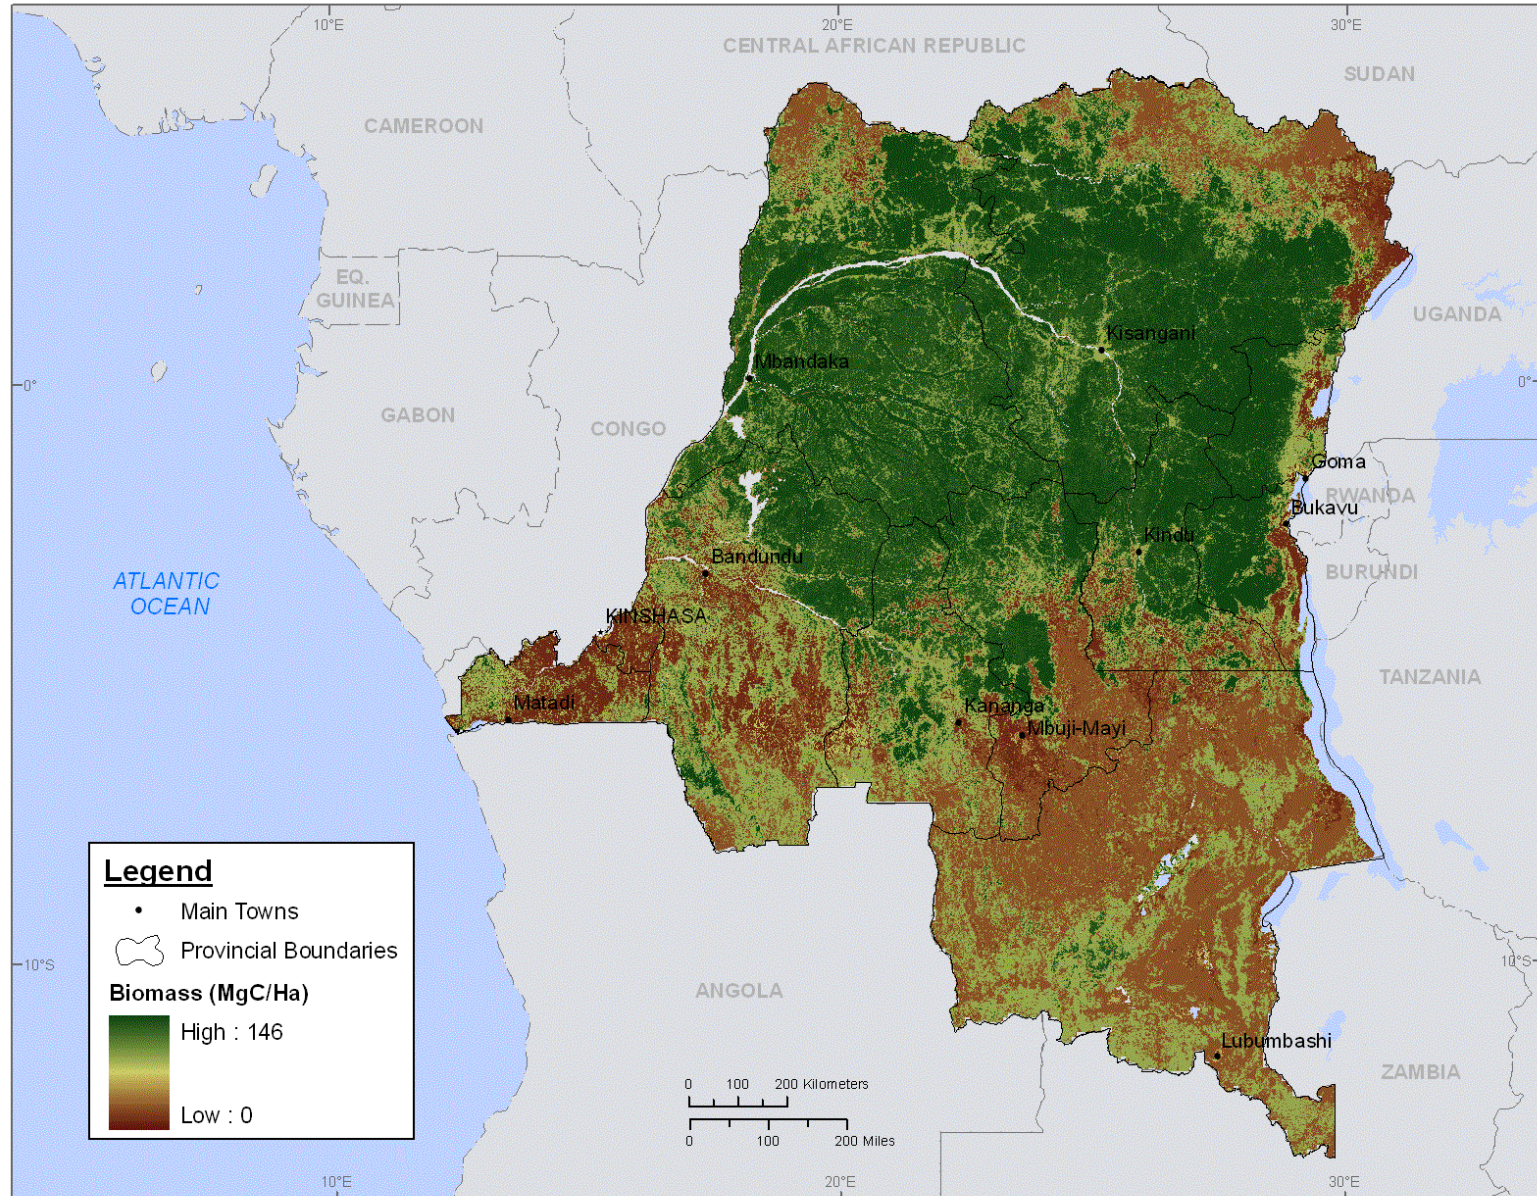 10°E
20°E
30°E
CENTRAL AFRICAN REPUBLIC
SUDAN
CAMEROON
EQ.
GUINEA
UGANDA
Kisangani
Mbandaka
0°
0°
GABON
CONGO
Goma
RWANDA
Bukavu
Kindu
Bandundu
BURUNDI
ATLANTIC
OCEAN
KINSHASA
TANZANIA
Matadi
Kananga
Mbuji-Mayi
Legend
Main Towns
Provincial Boundaries
Biomass (MgC/Ha)
High : 146
Low : 0
10°S
10°S
ANGOLA
Lubumbashi
ZAMBIA
0 100 200 Kilometers
0 100 200 Miles
10°E
20°E
30°E